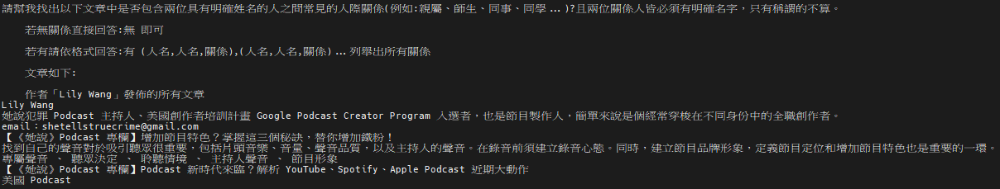 請幫我找出以下文章中是否包含兩位具有明確姓名的人之間常見的人際關係(例如:親屬、師生、同事、同學...)?且兩位關係人皆必須有明確名字，只有稱謂的不算。
若無關係直接回答:無 即可
若有請依格式回答:有 (人名,人名,關係),(人名,人名,關係)...列舉出所有關係
文章如下:
作者「Lily Wang」發佈的所有文章
Lily Wang
她說犯罪 Podcast 主持人、美國創作者培訓計畫 Google Podcast Creator Program 入選者，也是節目製作人，簡單來說是個經常穿梭在不同身份中的全職創作者。
email：shetellstruecrime@gmail.com
【《她說》Podcast 專欄】增加節目特色？掌握這三個秘訣，替你增加鐵粉！
找到自己的聲音對於吸引聽眾很重要，包括片頭音樂、音量、聲音品質，以及主持人的聲音。在錄音前須建立錄音心態。同時，建立節目品牌形象，定義節目定位和增加節目特色也是重要的一環。
專屬聲音 、 聽眾決定 、 聆聽情境 、 主持人聲音 、 節目形象
【《她說》Podcast 專欄】Podcast 新時代來臨？解析 YouTube、Spotify、Apple Podcast 近期大動作
美國 Podcast